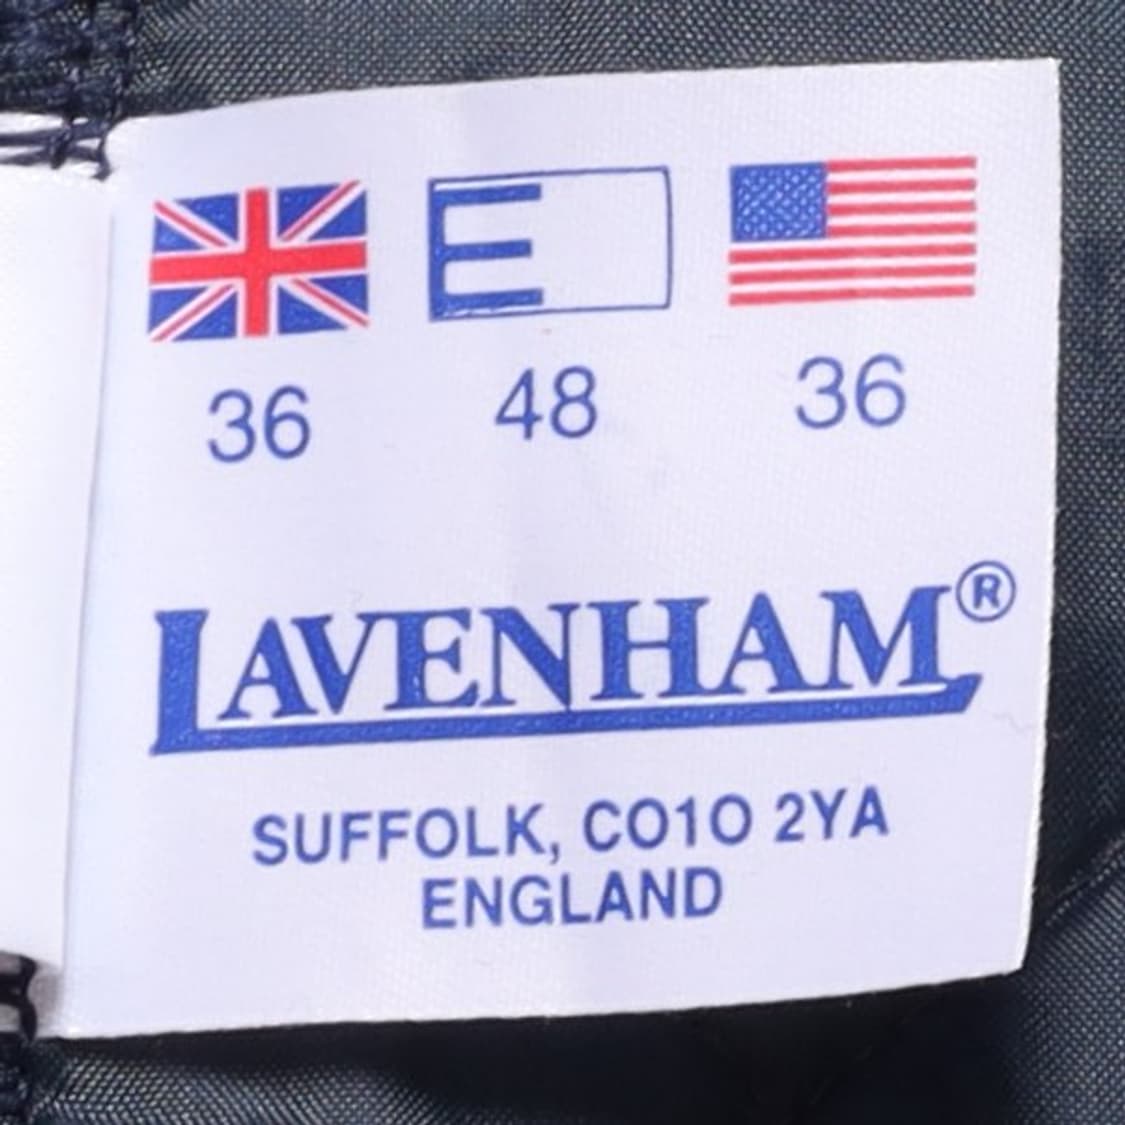 E
36 48 36
LAVENHAM®
SUFFOLK, CO1O 2YA
ENGLAND